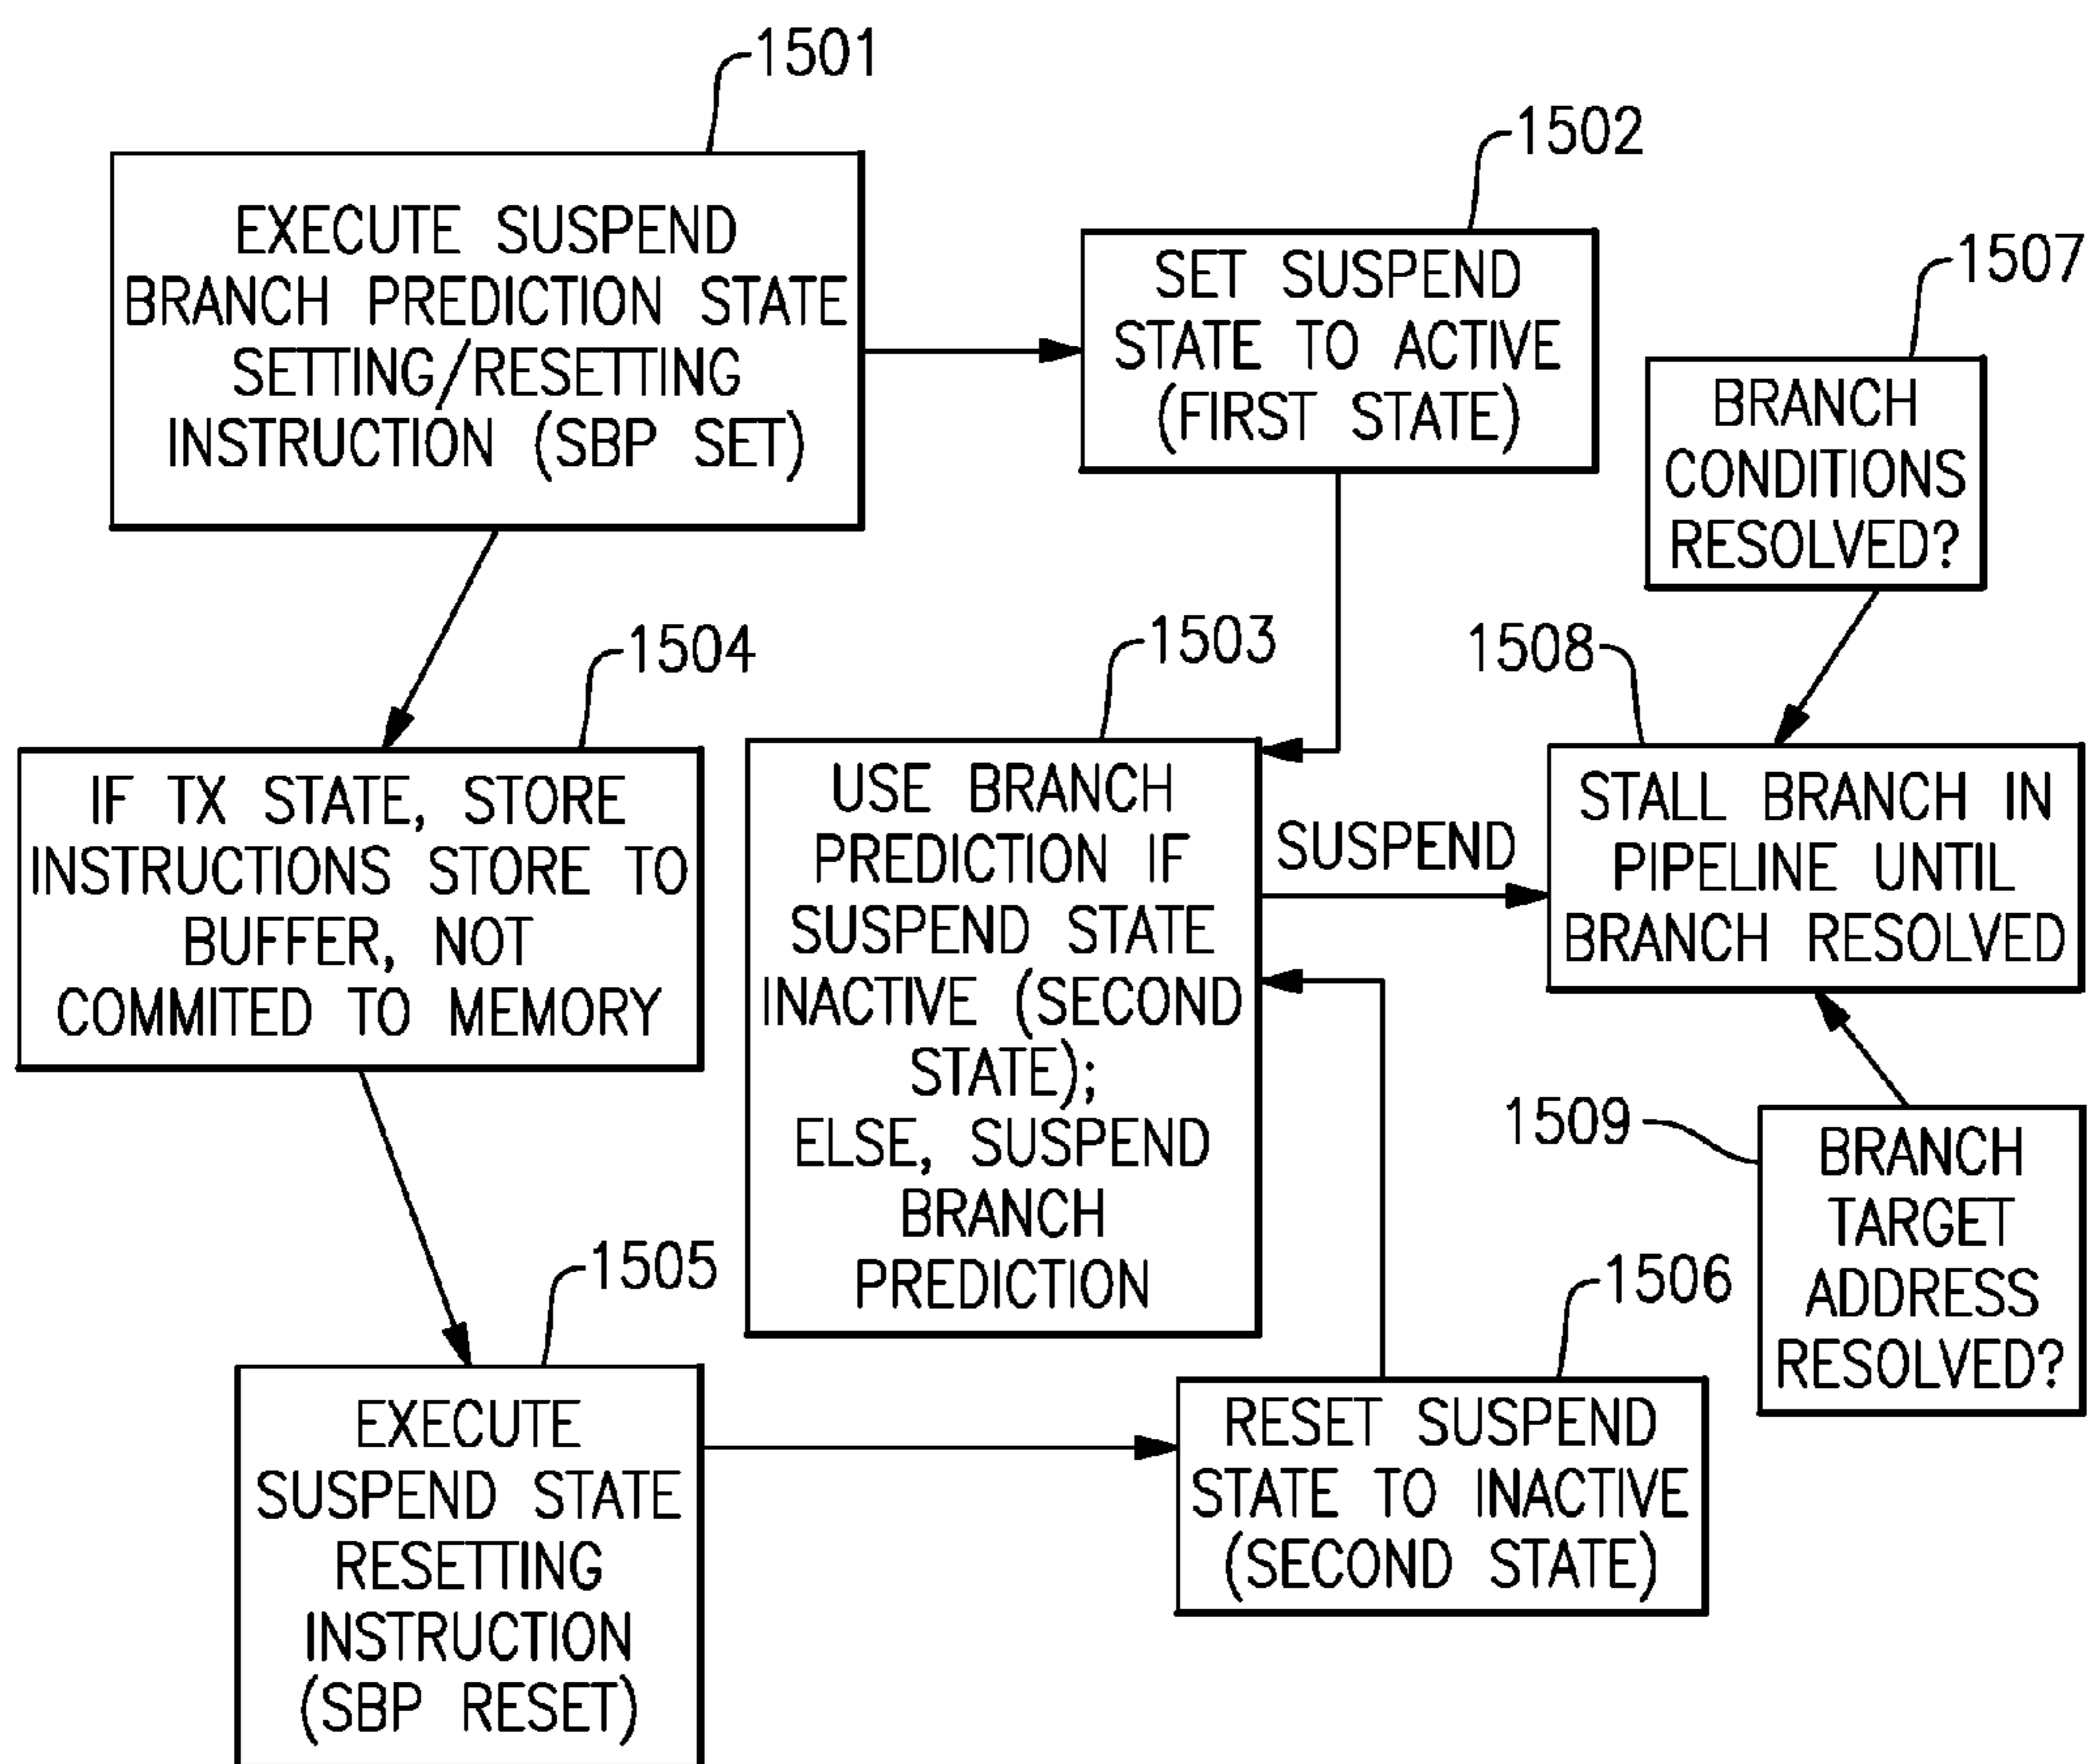 1501
EXECUTE SUSPEND
BRANCH PREDICTION STATE
SETTING/RESETTING
INSTRUCTION (SBP SET)
1502
SET SUSPEND
STATE TO ACTIVE
(FIRST STATE)
1507
BRANCH
CONDITIONS
RESOLVED?
1504
IF TX STATE, STORE
INSTRUCTIONS STORE TO
BUFFER, NOT
COMMITED TO MEMORY
1503
USE BRANCH
PREDICTION IF
SUSPEND STATE
INACTIVE (SECOND
STATE);
ELSE, SUSPEND
BRANCH
PREDICTION
SUSPEND
1508
STALL BRANCH IN
PIPELINE UNTIL
BRANCH RESOLVED
1509
BRANCH
TARGET
ADDRESS
RESOLVED?
1505
EXECUTE
SUSPEND STATE
RESETTING
INSTRUCTION
(SBP RESET)
1506
RESET SUSPEND
STATE TO INACTIVE
(SECOND STATE)